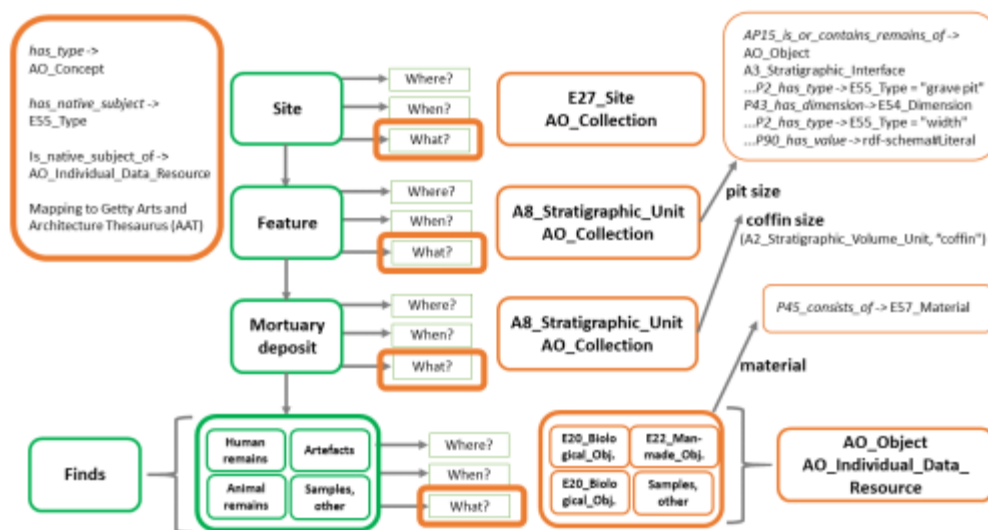 has_type ->
AO_Concept
has_native_subject ->
E55_Type
Is_native_subject_of ->
AO_Individual_Data_Resource
Mapping to Getty Arts and
Architecture Thesaurus (AAT)
Site
Where?
When?
What?
E27_Site
AO_Collection
AP15_is_or_contains_remains_of ->
AO_Object
A3_Stratigraphic_Interface
...P2_has_type-> E55_Type = "grave pit"
P43_has_dimension-> E54_Dimension
...P2_has_type-> E55_Type = "width"
...P90_has_value -> rdf-schema#Literal
Feature
Where?
When?
What?
A8_Stratigraphic_Unit
AO_Collection
pit size
coffin size
(A2_Stratigraphic_Volume_Unit, "coffin")
Mortuary
deposit
Where?
When?
What?
A8_Stratigraphic_Unit
AO_Collection
P45_consists_of -> E57_Material
material
Finds
Human
remains
Artefacts
Animal
remains
Samples,
other
Where?
When?
What?
E20_Biolo
gical_Obj.
E22_Man-
made_Obj.
E20_Biolo
gical_Obj.
Samples,
other
AO_Object
AO_Individual_Data_
Resource